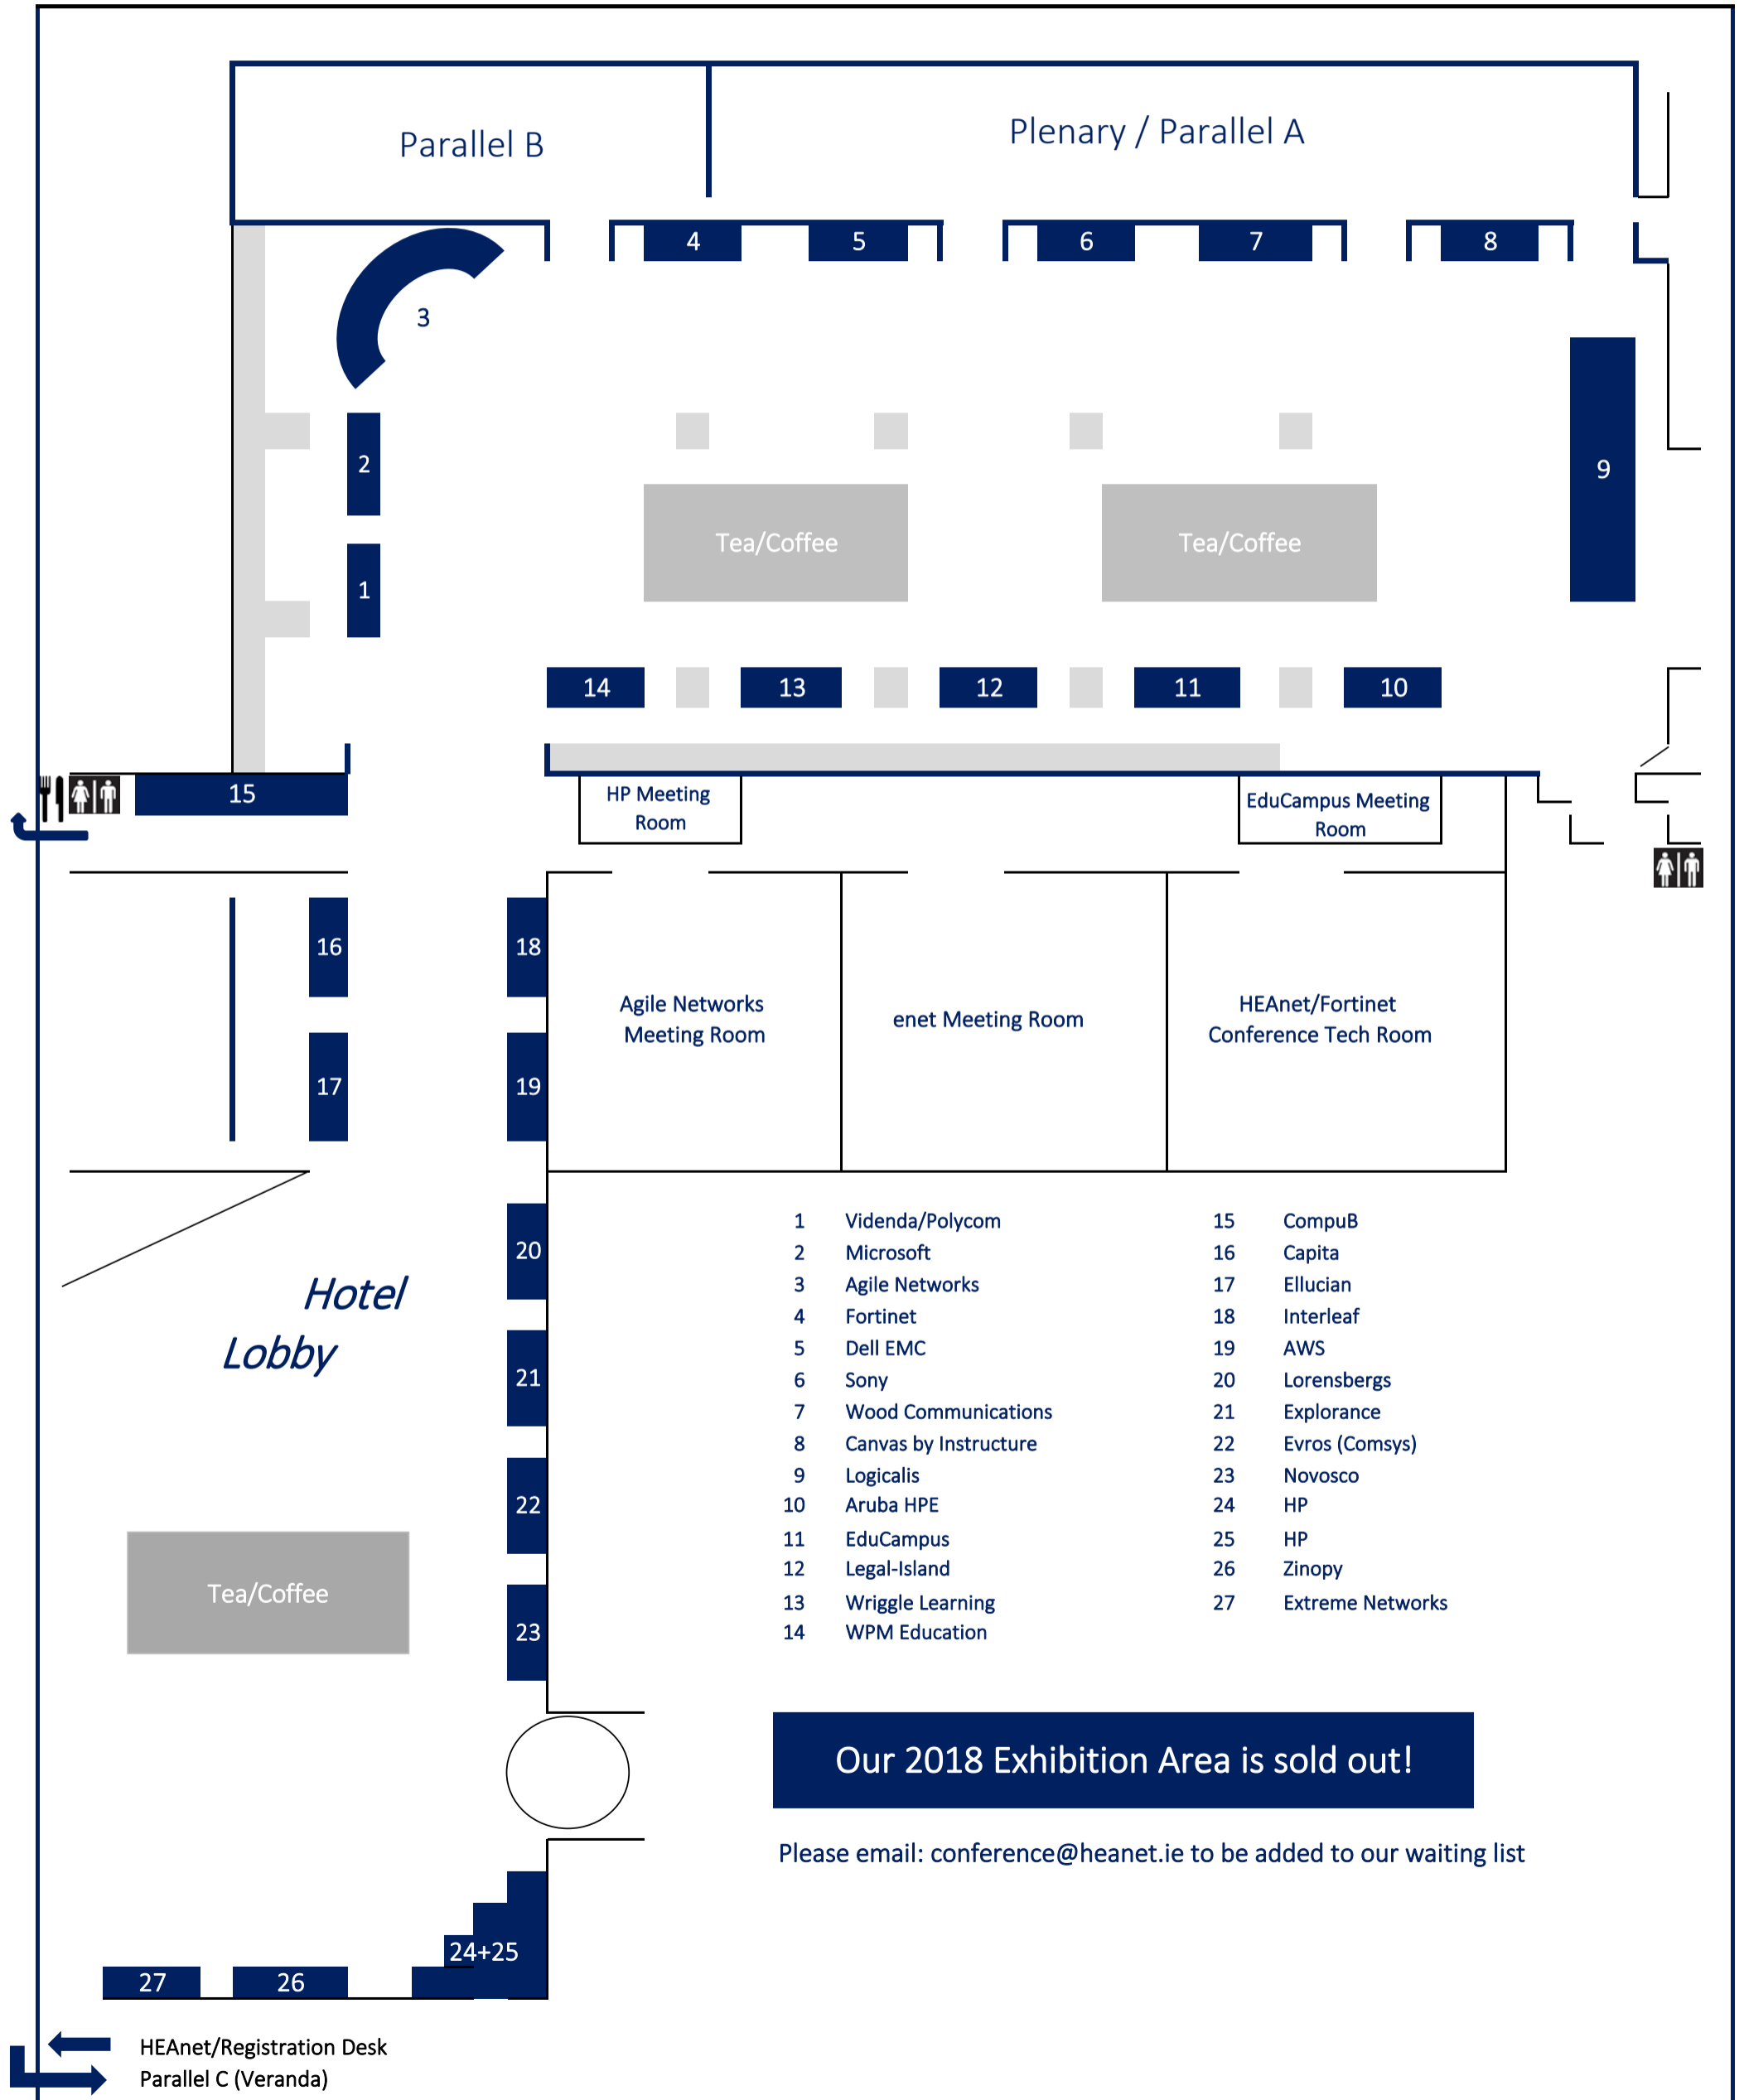 Parallel B
Plenary / Parallel A
4
5
6
7
8
3
2
9
Tea/Coffee
Tea/Coffee
1
14
13
12
11
10
15
HP Meeting
Room
EduCampus Meeting
Room
16
18
Agile Networks
Meeting Room
enet Meeting Room
HEAnet/Fortinet
Conference Tech Room
17
19
20
Hotel
Lobby
21
22
Tea/Coffee
23
1 Videnda/Polycom
2 Microsoft
3 Agile Networks
4 Fortinet
5 Dell EMC
6 Sony
7 Wood Communications
8 Canvas by Instructure
9 Logicalis
10 Aruba HPE
11 EduCampus
12 Legal-Island
13 Wriggle Learning
14 WPM Education
15 CompuB
16 Capita
17 Ellucian
18 Interleaf
19 AWS
20 Lorensbergs
21 Explorance
22 Evros (Comsys)
23 Novosco
24 HP
25 HP
26 Zinopy
27 Extreme Networks
Our 2018 Exhibition Area is sold out!
Please email: conference@heanet.ie to be added to our waiting list
24+25
27
26
HEAnet/Registration Desk
Parallel C (Veranda)